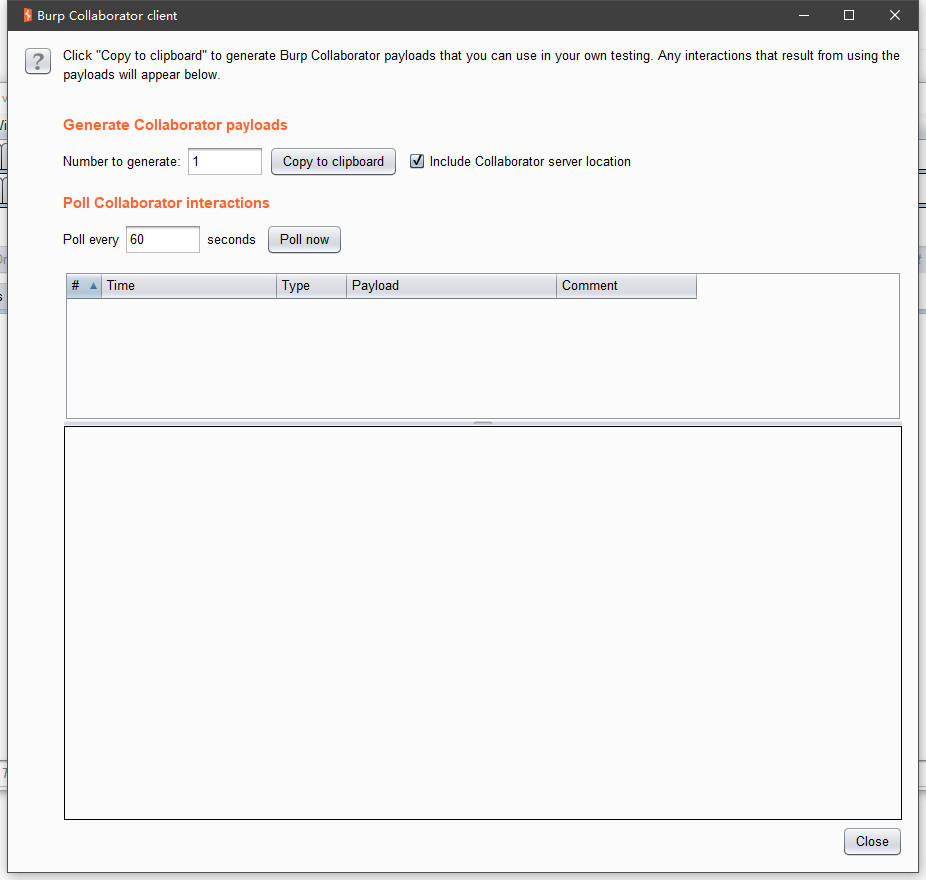 Burp Collaborator client
Click "Copy to clipboard" to generate Burp Collaborator payloads that you can use in your own testing. Any interactions that result from using the
payloads will appear below.
Generate Collaborator payloads
Number to generate: 1 Copy to clipboard Include Collaborator server location
Poll Collaborator interactions
Poll every 60 seconds Poll now
# Time Type Payload Comment
Close